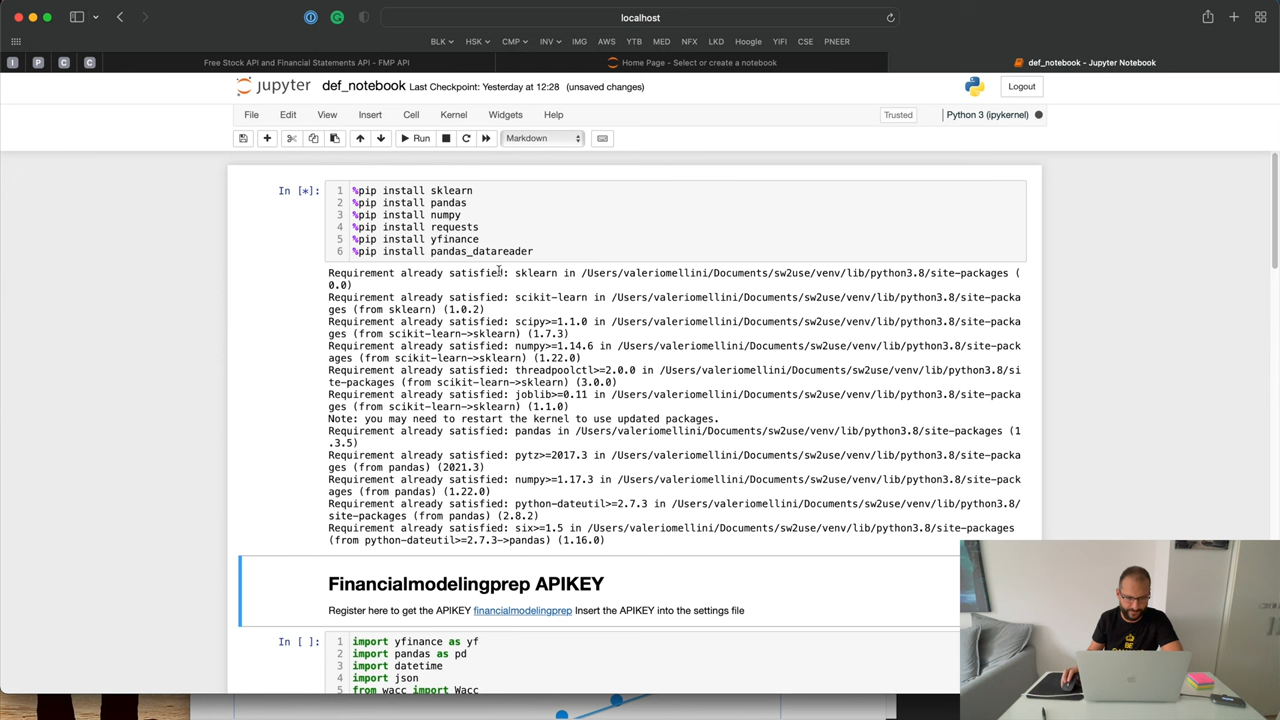 localhost
BLK HSK CMP INV IMG AWS YTB MED NFX LKD Hoogle YIFI CSE PNEER
I P C C Free Stock API and Financial Statements API - FMP API Home Page - Select or create a notebook def_notebook - Jupyter Notebook
jupyter def_notebook Last Checkpoint: Yesterday at 12:28 (unsaved changes) Logout
File Edit View Insert Cell Kernel Widgets Help Trusted Python 3 (ipykernel)
Run Markdown
In [*]: 1 %pip install sklearn
2 %pip install pandas
3 %pip install numpy
4 %pip install requests
5 %pip install yfinance
6 %pip install pandas_datareader
Requirement already satisfied: sklearn in /Users/valeriomellini/Documents/sw2use/venv/lib/python3.8/site-packages (
0.0)
Requirement already satisfied: scikit-learn in /Users/valeriomellini/Documents/sw2use/venv/lib/python3.8/site-packa
ges (from sklearn) (1.0.2)
Requirement already satisfied: scipy>=1.1.0 in /Users/valeriomellini/Documents/sw2use/venv/lib/python3.8/site-packa
ges (from scikit-learn->sklearn) (1.7.3)
Requirement already satisfied: numpy>=1.14.6 in /Users/valeriomellini/Documents/sw2use/venv/lib/python3.8/site-pack
ages (from scikit-learn->sklearn) (1.22.0)
Requirement already satisfied: threadpoolctl>=2.0.0 in /Users/valeriomellini/Documents/sw2use/venv/lib/python3.8/si
te-packages (from scikit-learn->sklearn) (3.0.0)
Requirement already satisfied: joblib>=0.11 in /Users/valeriomellini/Documents/sw2use/venv/lib/python3.8/site-packa
ges (from scikit-learn->sklearn) (1.1.0)
Note: you may need to restart the kernel to use updated packages.
Requirement already satisfied: pandas in /Users/valeriomellini/Documents/sw2use/venv/lib/python3.8/site-packages (1
.3.5)
Requirement already satisfied: pytz>=2017.3 in /Users/valeriomellini/Documents/sw2use/venv/lib/python3.8/site-packa
ges (from pandas) (2021.3)
Requirement already satisfied: numpy>=1.17.3 in /Users/valeriomellini/Documents/sw2use/venv/lib/python3.8/site-pack
ages (from pandas) (1.22.0)
Requirement already satisfied: python-dateutil>=2.7.3 in /Users/valeriomellini/Documents/sw2use/venv/lib/python3.8/
site-packages (from pandas) (2.8.2)
Requirement already satisfied: six>=1.5 in /Users/valeriomellini/Documents/sw2use/venv/lib/python3.8/site-packages
(from python-dateutil>=2.7.3->pandas) (1.16.0)
Financialmodelingprep APIKEY
Register here to get the APIKEY financialmodelingprep Insert the APIKEY into the settings file
In [ ]: 1 import yfinance as yf
2 import pandas as pd
3 import datetime
4 import json
5 from wacc import Wacc